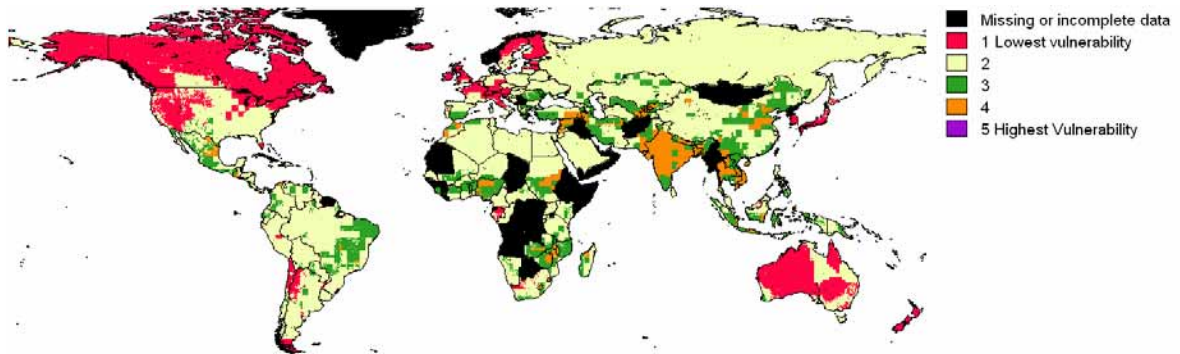 Missing or incomplete data
1 Lowest vulnerability
2
3
4
5 Highest Vulnerability